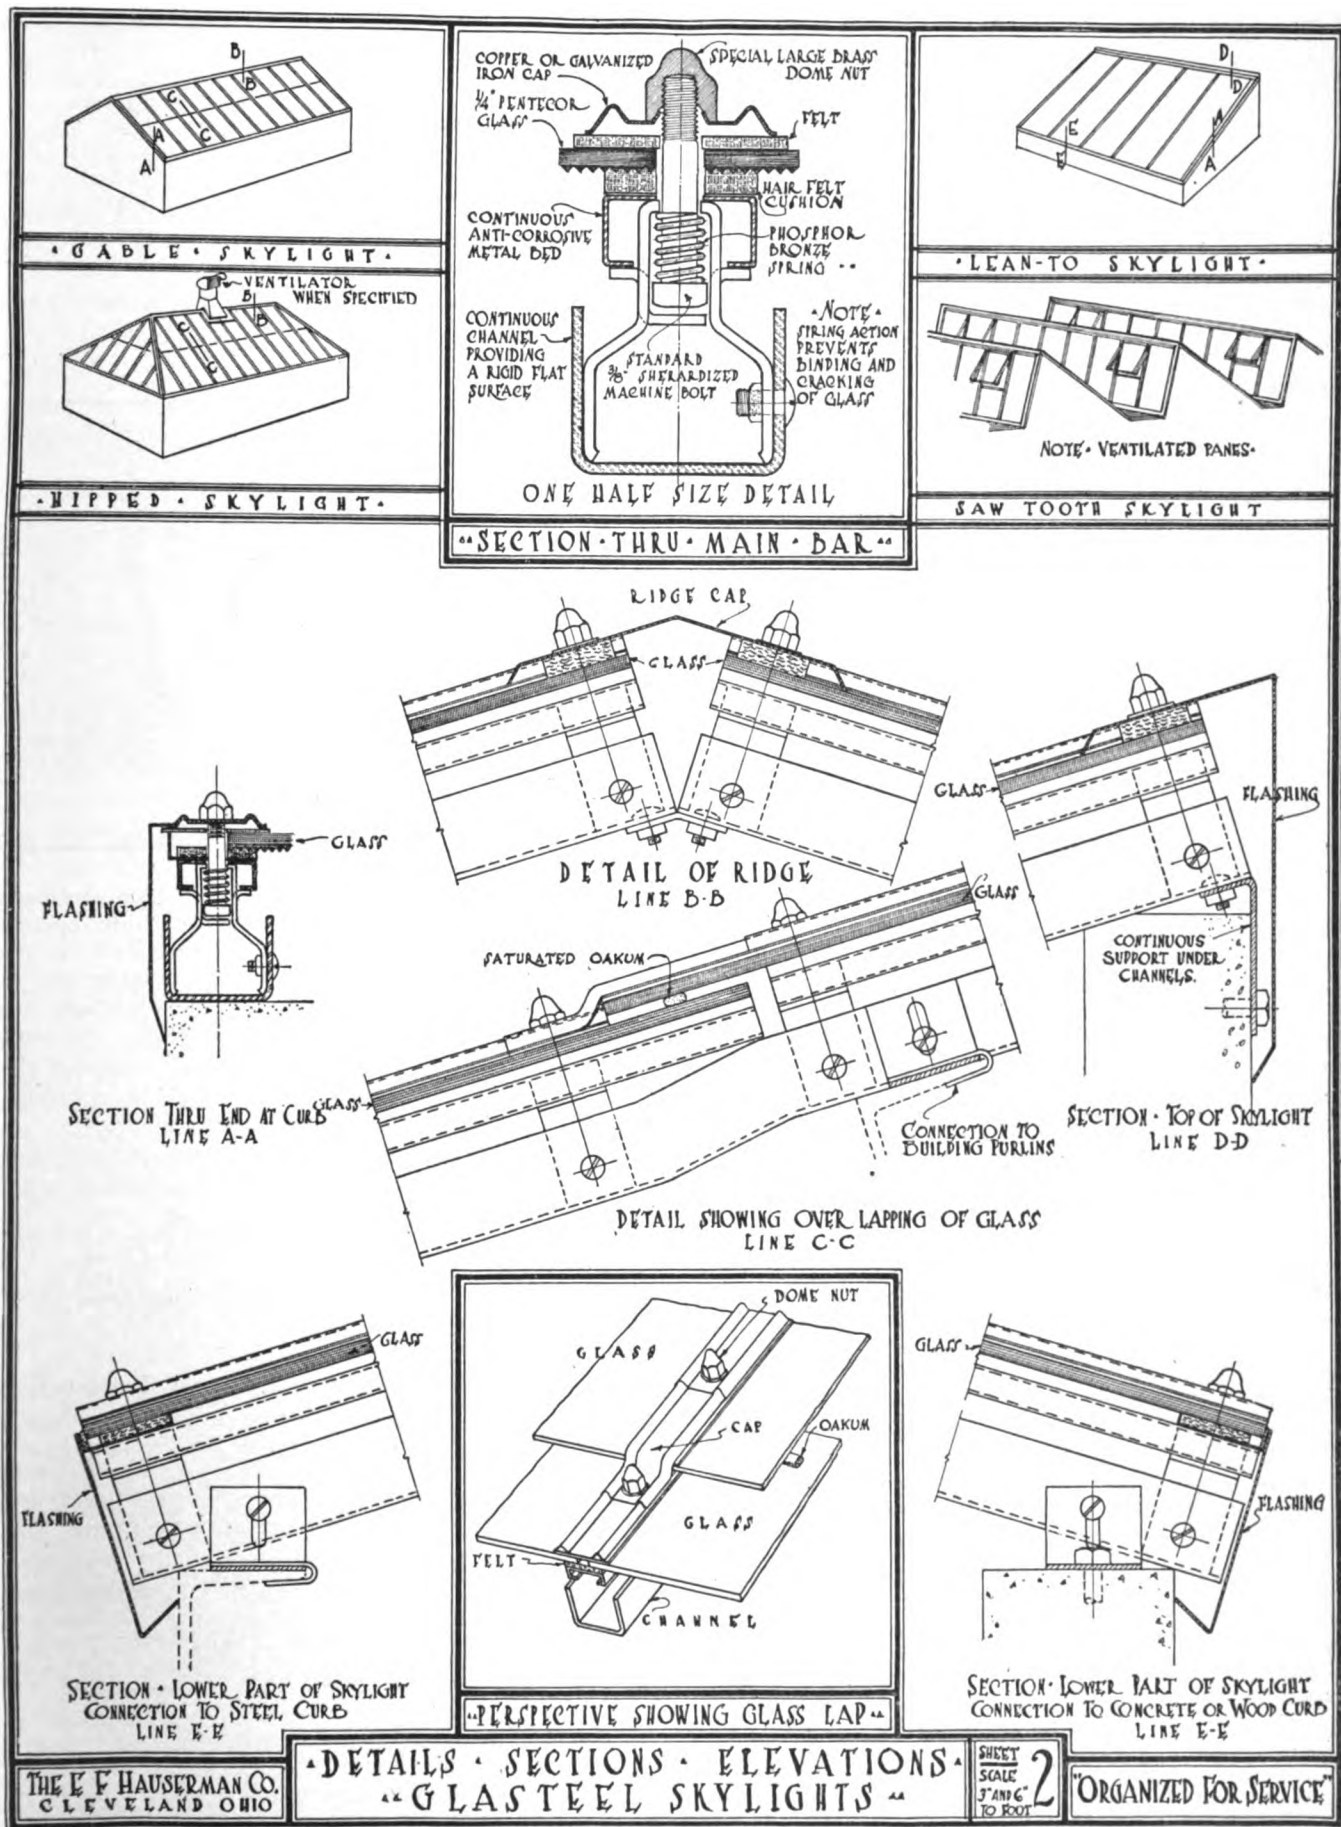 B
B
C
C
A
A
· GABLE · SKYLIGHT ·
VENTILATOR
WHEN SPECIFIED
B
B
C
C
· HIPPED · SKYLIGHT ·
COPPER OR GALVANIZED
IRON CAP
1/4" PENTECOR
GLASS
SPECIAL LARGE BRASS
DOME NUT
FELT
HAIR FELT
CUSHION
CONTINUOUS
ANTI-CORROSIVE
METAL BED
PHOSPHOR
BRONZE
SPRING
CONTINUOUS
CHANNEL
PROVIDING
A RIGID FLAT
SURFACE
STANDARD
3/8" SHERARDIZED
MACHINE BOLT
· NOTE ·
SPRING ACTION
PREVENTS
BINDING AND
CRACKING
OF GLASS
ONE HALF SIZE DETAIL
SECTION · THRU · MAIN · BAR
D
D
A
A
E
E
· LEAN-TO SKYLIGHT ·
NOTE · VENTILATED PANES ·
SAW TOOTH SKYLIGHT
RIDGE CAP
GLASS
DETAIL OF RIDGE
LINE B-B
GLASS
FLASHING
SECTION THRU END AT CURB
LINE A-A
GLASS
SATURATED OAKUM
GLASS
CONNECTION TO
BUILDING PURLINS
DETAIL SHOWING OVER LAPPING OF GLASS
LINE C-C
GLASS
FLASHING
CONTINUOUS
SUPPORT UNDER
CHANNELS.
SECTION · TOP OF SKYLIGHT
LINE D-D
GLASS
FLASHING
SECTION · LOWER PART OF SKYLIGHT
CONNECTION TO STEEL CURB
LINE E-E
DOME NUT
GLASS
CAP
OAKUM
GLASS
FELT
CHANNEL
PERSPECTIVE SHOWING GLASS LAP
GLASS
FLASHING
SECTION · LOWER PART OF SKYLIGHT
CONNECTION TO CONCRETE OR WOOD CURB
LINE E-E
THE E F HAUSERMAN CO.
CLEVELAND OHIO
· DETAILS · SECTIONS · ELEVATIONS ·
GLASTEEL SKYLIGHTS
SHEET 2
SCALE
3" AND 6"
TO FOOT
"ORGANIZED FOR SERVICE"